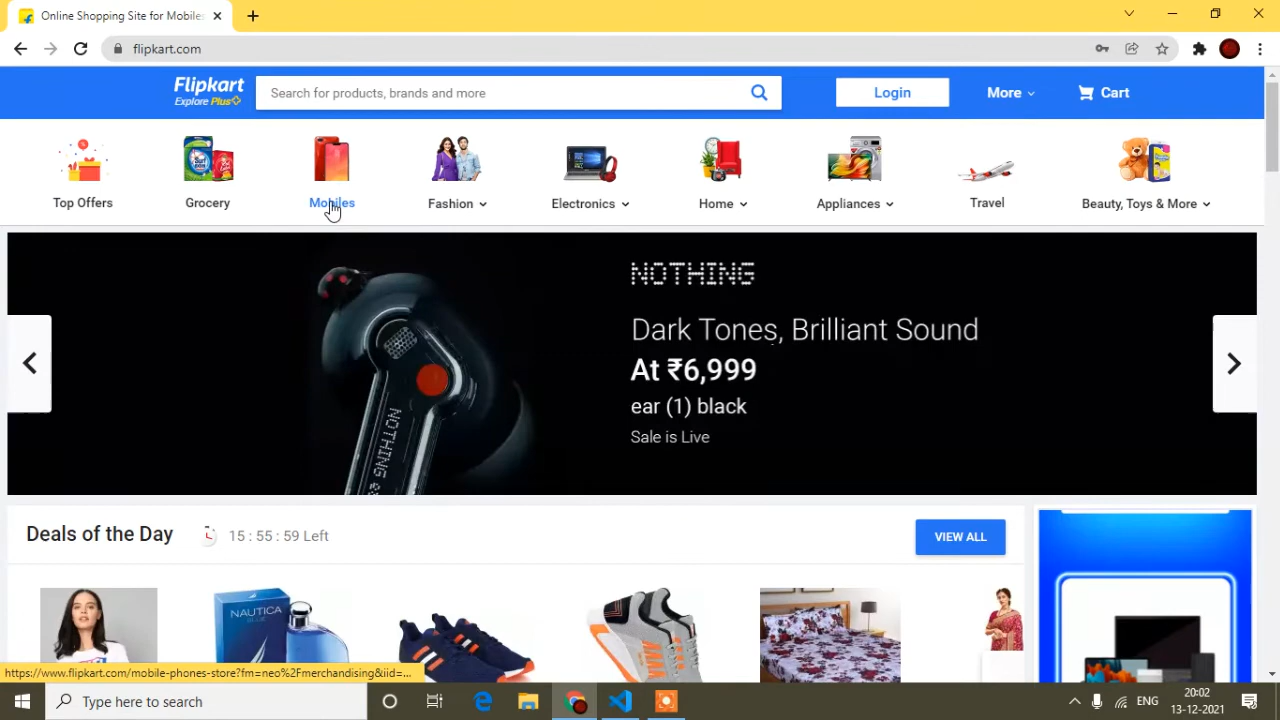 Online Shopping Site for Mobiles
flipkart.com
Flipkart
Explore Plus
Search for products, brands and more
Login
More
Cart
Top Offers
Grocery
Mobiles
Fashion
Electronics
Home
Appliances
Travel
Beauty, Toys & More
NOTHING
Dark Tones, Brilliant Sound
At ₹6,999
ear (1) black
Sale is Live
NOTHING
Deals of the Day
15 : 55 : 59 Left
VIEW ALL
NAUTICA
BLUE
https://www.flipkart.com/mobile-phones-store?fm=neo%2Fmerchandising&iid=...
Type here to search
ENG
20:02
13-12-2021